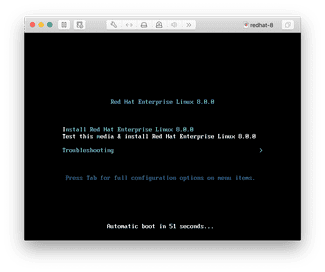 redhat-8
Red Hat Enterprise Linux 8.0.0
Install Red Hat Enterprise Linux 8.0.0
Test this media & install Red Hat Enterprise Linux 8.0.0
Troubleshooting >
Press Tab for full configuration options on menu items.
Automatic boot in 51 seconds...